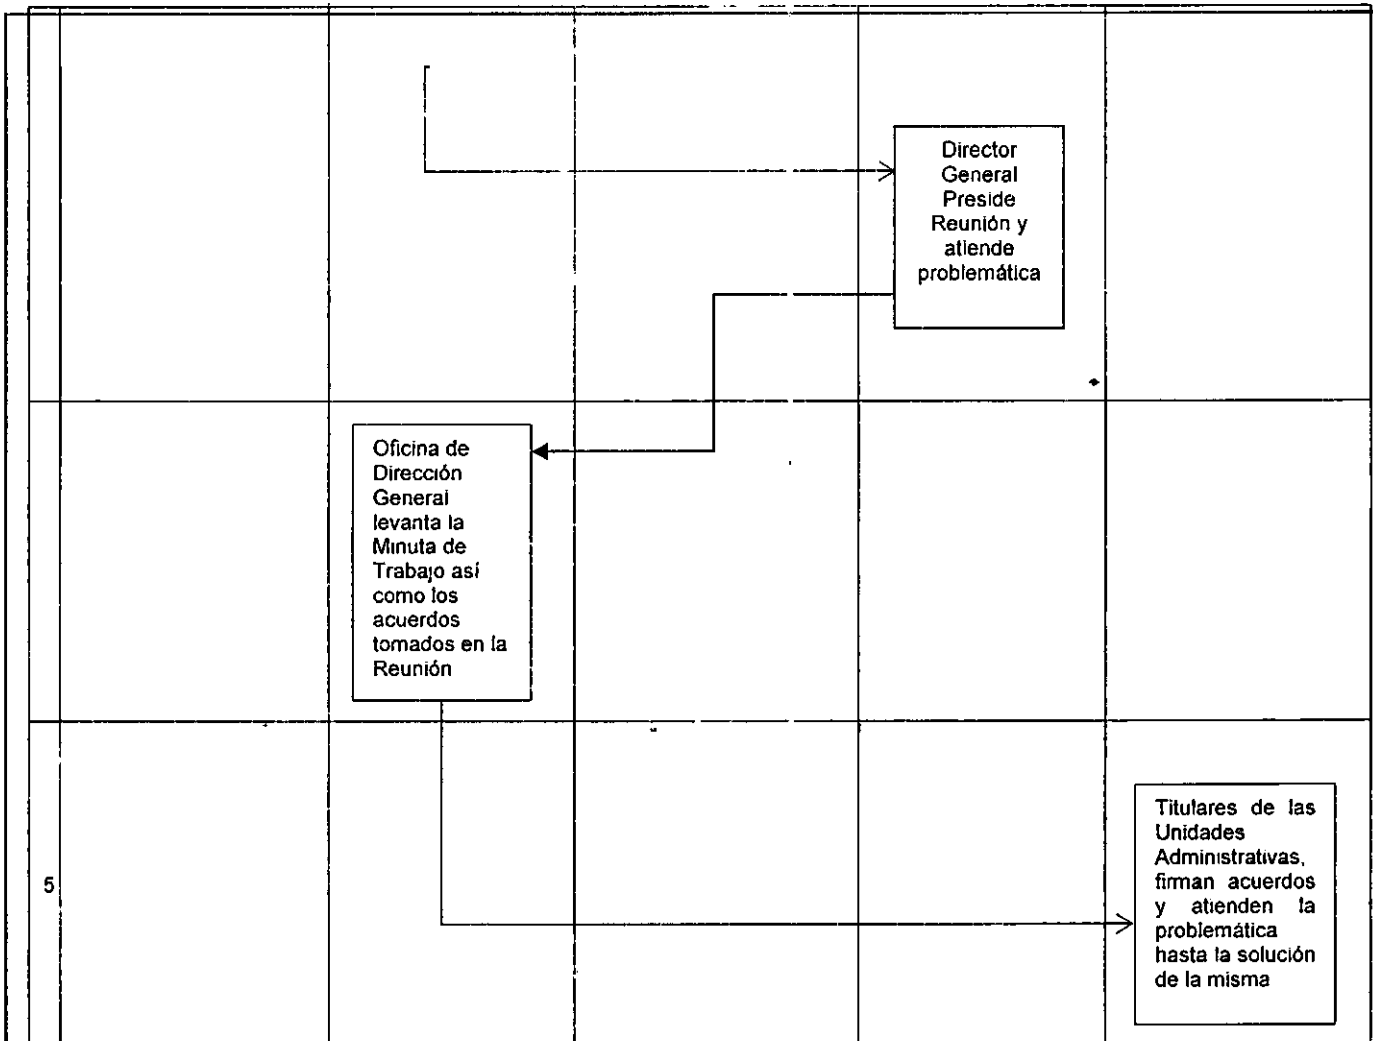 Director
General
Preside
Reunión y
atiende
problemática
Oficina de
Dirección
General
levanta la
Minuta de
Trabajo así
como los
acuerdos
tomados en la
Reunión
5
Titulares de las
Unidades
Administrativas,
firman acuerdos
y atienden la
problemática
hasta la solución
de la misma